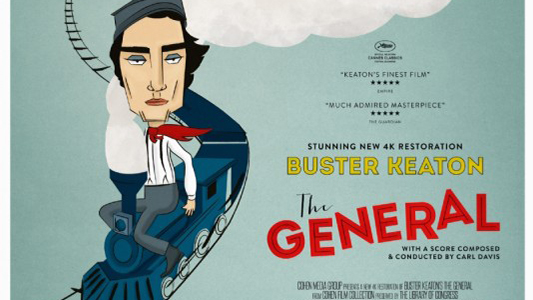 "KEATON'S FINEST FILM"
★★★★★
EMPIRE
"MUCH ADMIRED MASTERPIECE"
★★★★★
THE GUARDIAN
STUNNING NEW 4K RESTORATION
BUSTER KEATON
The
GENERAL
WITH A SCORE COMPOSED
& CONDUCTED BY CARL DAVIS
COHEN MEDIA GROUP PRESENTS A NEW 4K RESTORATION OF BUSTER KEATON'S THE GENERAL
FROM COHEN FILM COLLECTION PRESERVED BY THE LIBRARY OF CONGRESS